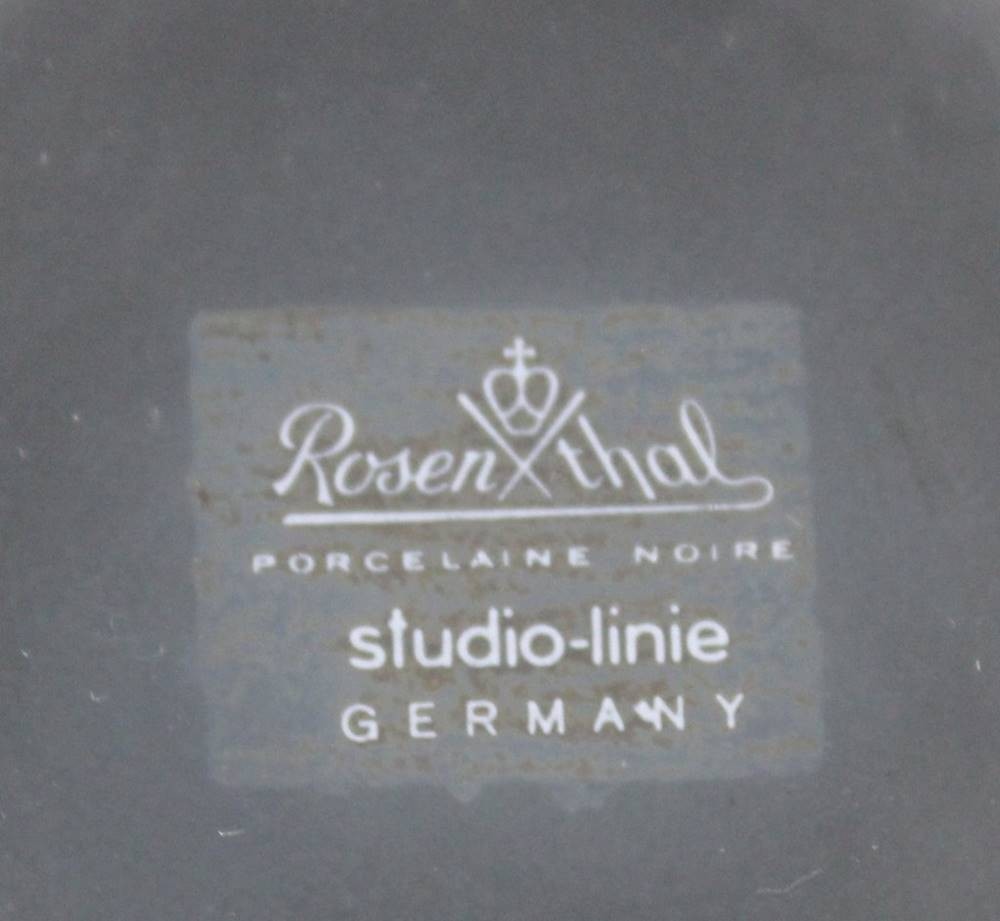 Rosenthal
PORCELAINE NOIRE
studio-linie
GERMANY